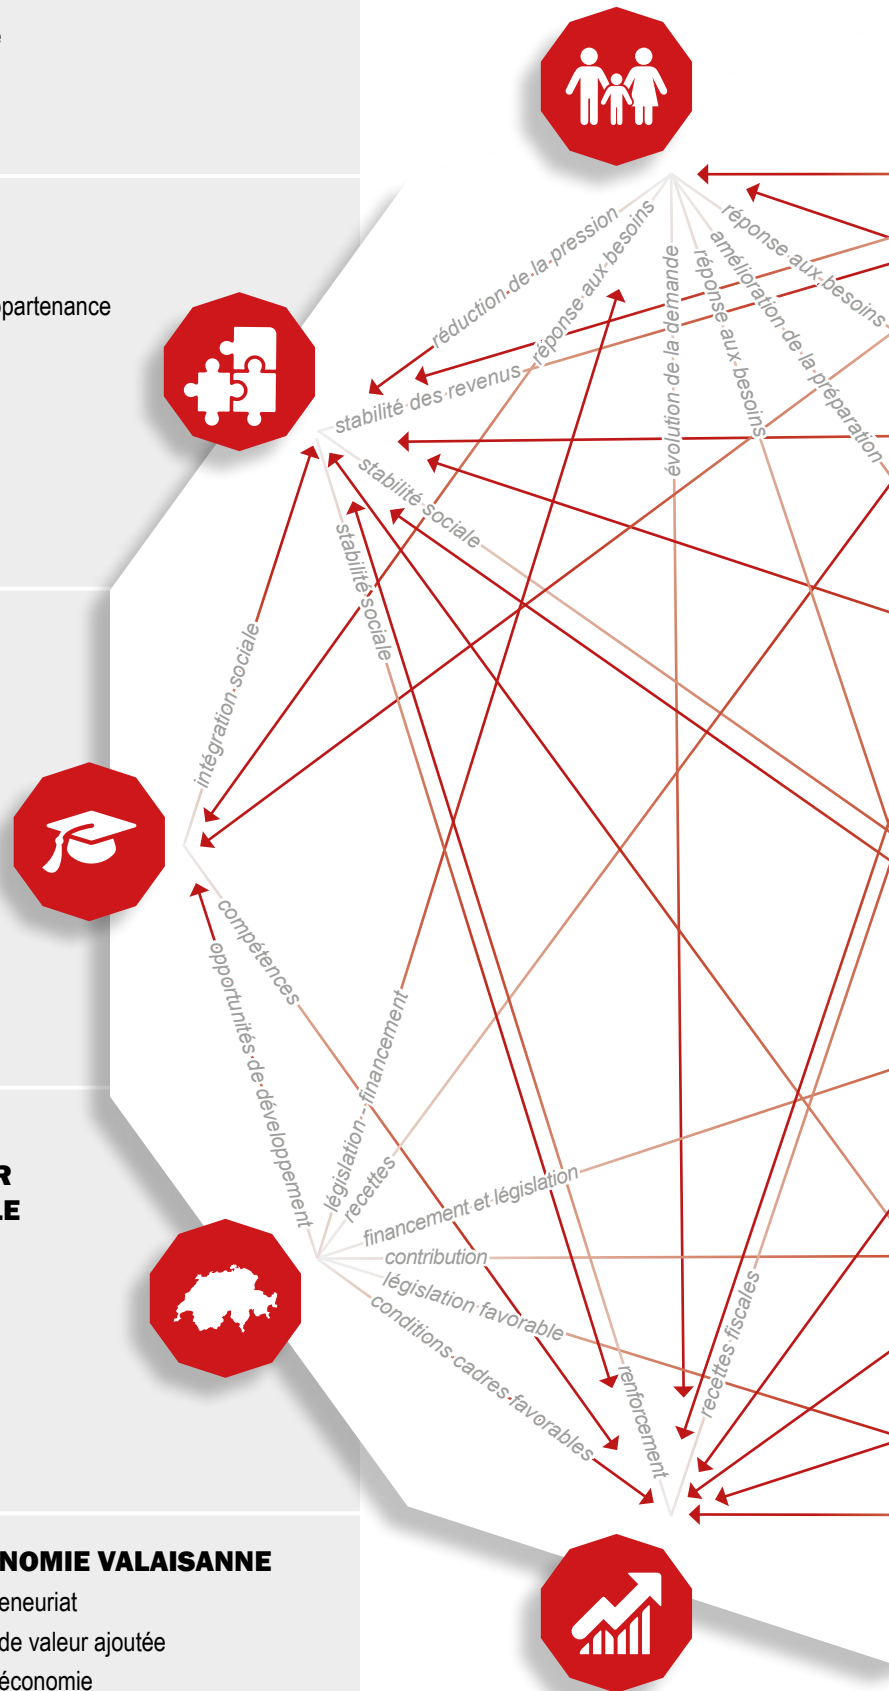 e
réponse-aux-besoins
réduction-de-la-pression
réponse-aux-besoins
amélioration-de-la-préparation
évolution-de-la-demande
réponse-aux-besoins
ppartenance
stabilité des revenus
stabilité sociale
stabilité-sociale
intégration-sociale
compétences
opportunités-de-développement
législation--financement
recettes
R
LE
financement et législation
contribution
législation favorable
conditions-cadres-favorables
recettes-fiscales
renforcement
NOMIE VALAISANNE
eneuriat
de valeur ajoutée
économie